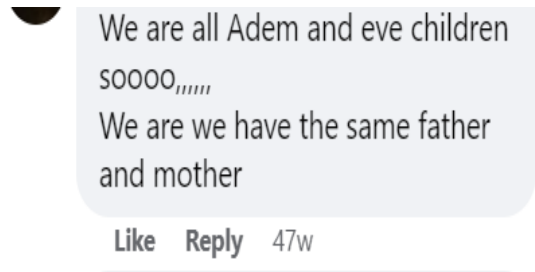 We are all Adem and eve children
soooo,,,,,,
We are we have the same father
and mother
Like Reply 47w